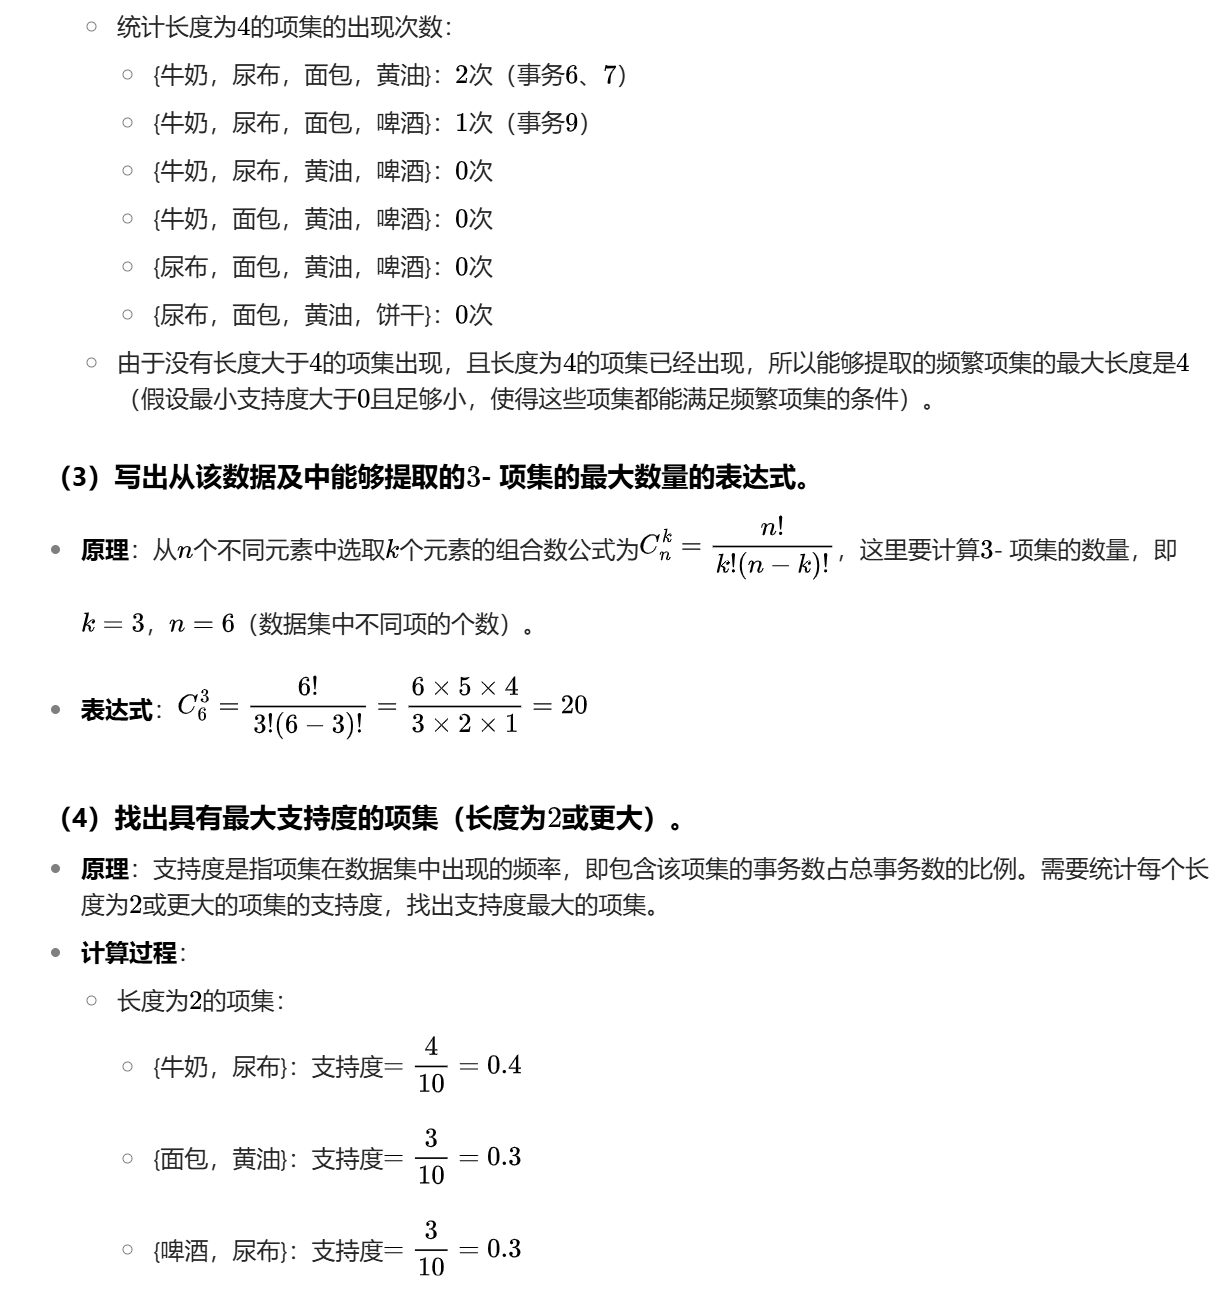 统计长度为4的项集的出现次数：
{牛奶，尿布，面包，黄油}：2次（事务6、7）
{牛奶，尿布，面包，啤酒}：1次（事务9）
{牛奶，尿布，黄油，啤酒}：0次
{牛奶，面包，黄油，啤酒}：0次
{尿布，面包，黄油，啤酒}：0次
{尿布，面包，黄油，饼干}：0次
由于没有长度大于4的项集出现，且长度为4的项集已经出现，所以能够提取的频繁项集的最大长度是4
（假设最小支持度大于0且足够小，使得这些项集都能满足频繁项集的条件）。
（3）写出从该数据及中能够提取的3- 项集的最大数量的表达式。
原理：从n个不同元素中选取k个元素的组合数公式为C_n^k = n!/(k!(n − k)!)，这里要计算3- 项集的数量，即
k = 3，n = 6（数据集中不同项的个数）。
表达式：C_6^3 = 6!/(3!(6 − 3)!) = (6 × 5 × 4)/(3 × 2 × 1) = 20
（4）找出具有最大支持度的项集（长度为2或更大）。
原理：支持度是指项集在数据集中出现的频率，即包含该项集的事务数占总事务数的比例。需要统计每个长
度为2或更大的项集的支持度，找出支持度最大的项集。
计算过程：
长度为2的项集：
{牛奶，尿布}：支持度= 4/10 = 0.4
{面包，黄油}：支持度= 3/10 = 0.3
{啤酒，尿布}：支持度= 3/10 = 0.3